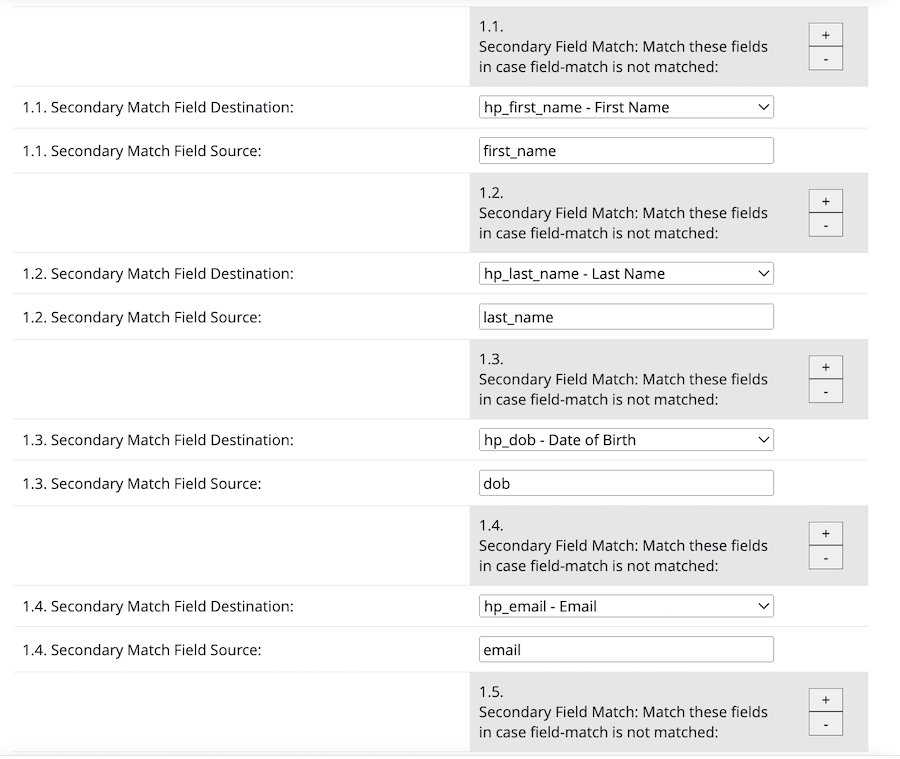 1.1.
Secondary Field Match: Match these fields
in case field-match is not matched:
+
-
1.1. Secondary Match Field Destination:
hp_first_name - First Name
1.1. Secondary Match Field Source:
first_name
1.2.
Secondary Field Match: Match these fields
in case field-match is not matched:
+
-
1.2. Secondary Match Field Destination:
hp_last_name - Last Name
1.2. Secondary Match Field Source:
last_name
1.3.
Secondary Field Match: Match these fields
in case field-match is not matched:
+
-
1.3. Secondary Match Field Destination:
hp_dob - Date of Birth
1.3. Secondary Match Field Source:
dob
1.4.
Secondary Field Match: Match these fields
in case field-match is not matched:
+
-
1.4. Secondary Match Field Destination:
hp_email - Email
1.4. Secondary Match Field Source:
email
1.5.
Secondary Field Match: Match these fields
in case field-match is not matched:
+
-